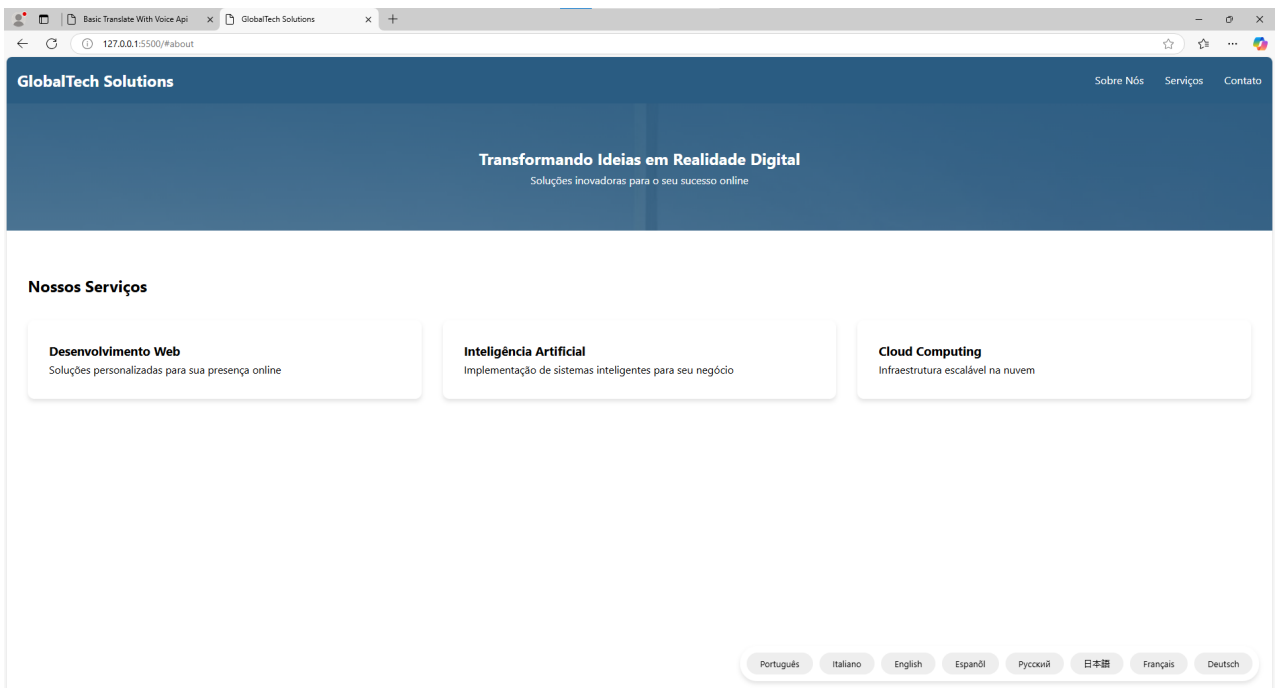 Basic Translate With Voice Api
GlobalTech Solutions
127.0.0.1:5500/#about
GlobalTech Solutions
Sobre Nós Serviços Contato
Transformando Ideias em Realidade Digital
Soluções inovadoras para o seu sucesso online
Nossos Serviços
Desenvolvimento Web
Soluções personalizadas para sua presença online
Inteligência Artificial
Implementação de sistemas inteligentes para seu negócio
Cloud Computing
Infraestrutura escalável na nuvem
Português Italiano English Espanõl Русский 日本語 Français Deutsch